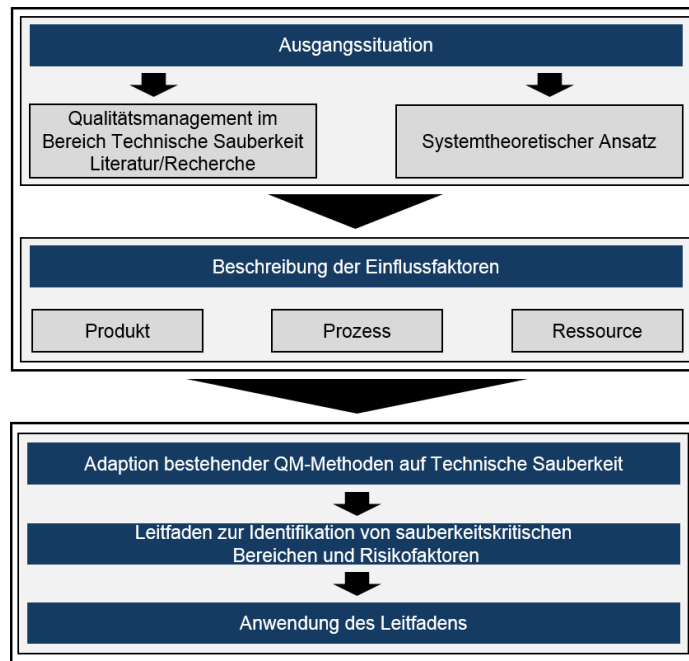 Ausgangssituation
Qualitätsmanagement im
Bereich Technische Sauberkeit
Literatur/Recherche
Systemtheoretischer Ansatz
Beschreibung der Einflussfaktoren
Produkt
Prozess
Ressource
Adaption bestehender QM-Methoden auf Technische Sauberkeit
Leitfaden zur Identifikation von sauberkeitskritischen
Bereichen und Risikofaktoren
Anwendung des Leitfadens